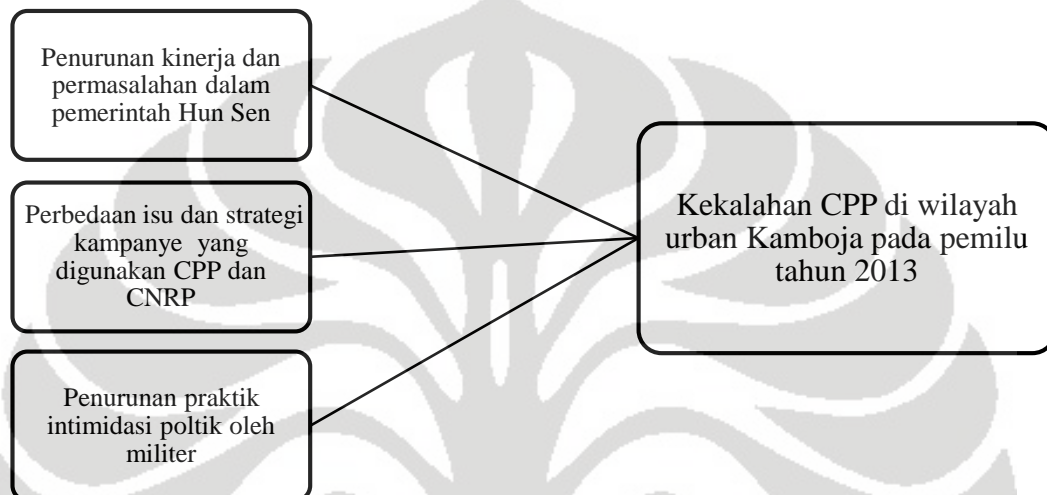 Penurunan kinerja dan
permasalahan dalam
pemerintah Hun Sen
Perbedaan isu dan strategi
kampanye yang
digunakan CPP dan
CNRP
Penurunan praktik
intimidasi poltik oleh
militer
Kekalahan CPP di wilayah
urban Kamboja pada pemilu
tahun 2013